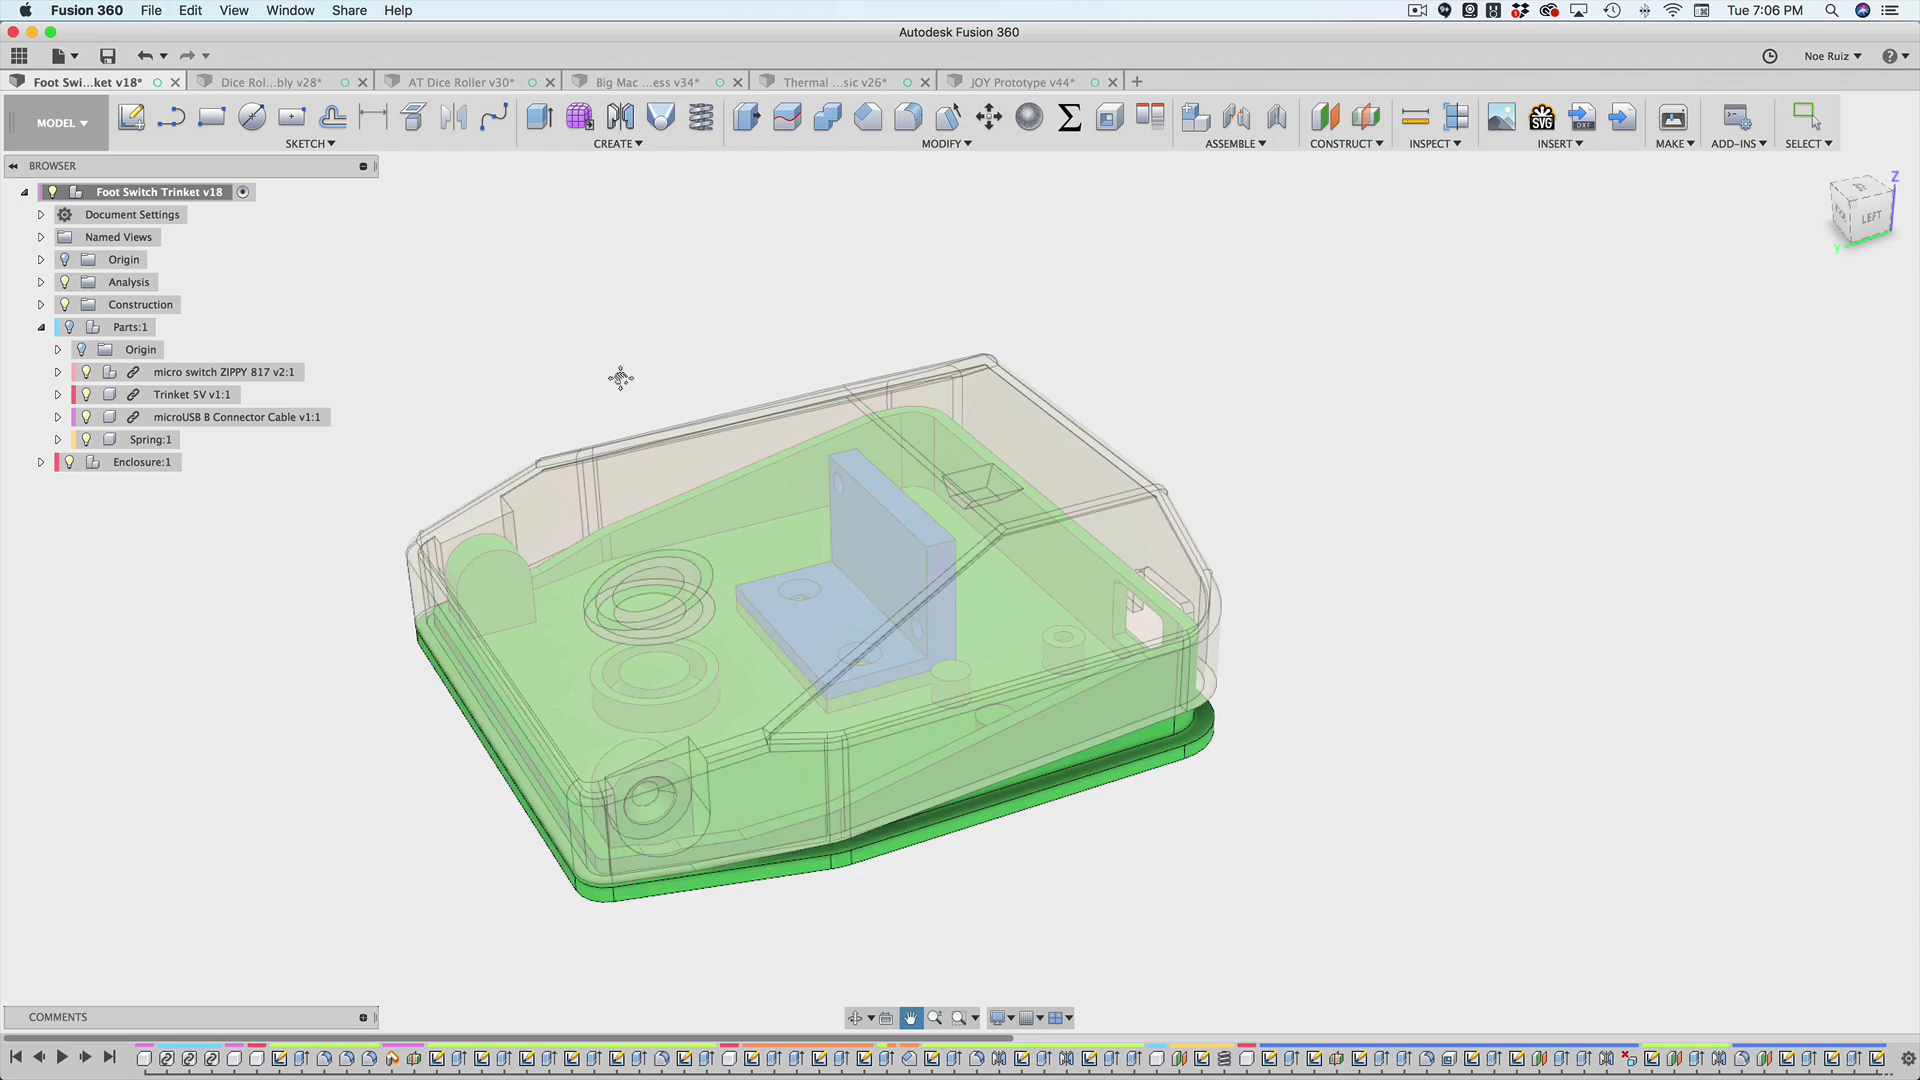 Fusion 360 File Edit View Window Share Help Tue 7:06 PM
Autodesk Fusion 360
Noe Ruiz
Foot Swi...ket v18* Dice Rol...bly v28* AT Dice Roller v30* Big Mac ...ess v34* Thermal ...sic v26* JOY Prototype v44*
MODEL
SVG DXF
SKETCH CREATE MODIFY ASSEMBLE CONSTRUCT INSPECT INSERT MAKE ADD-INS SELECT
BROWSER
Foot Switch Trinket v18
Document Settings
Named Views
Origin
Analysis
Construction
Parts:1
Origin
micro switch ZIPPY 817 v2:1
Trinket 5V v1:1
microUSB B Connector Cable v1:1
Spring:1
Enclosure:1
Z
LEFT
Y
COMMENTS